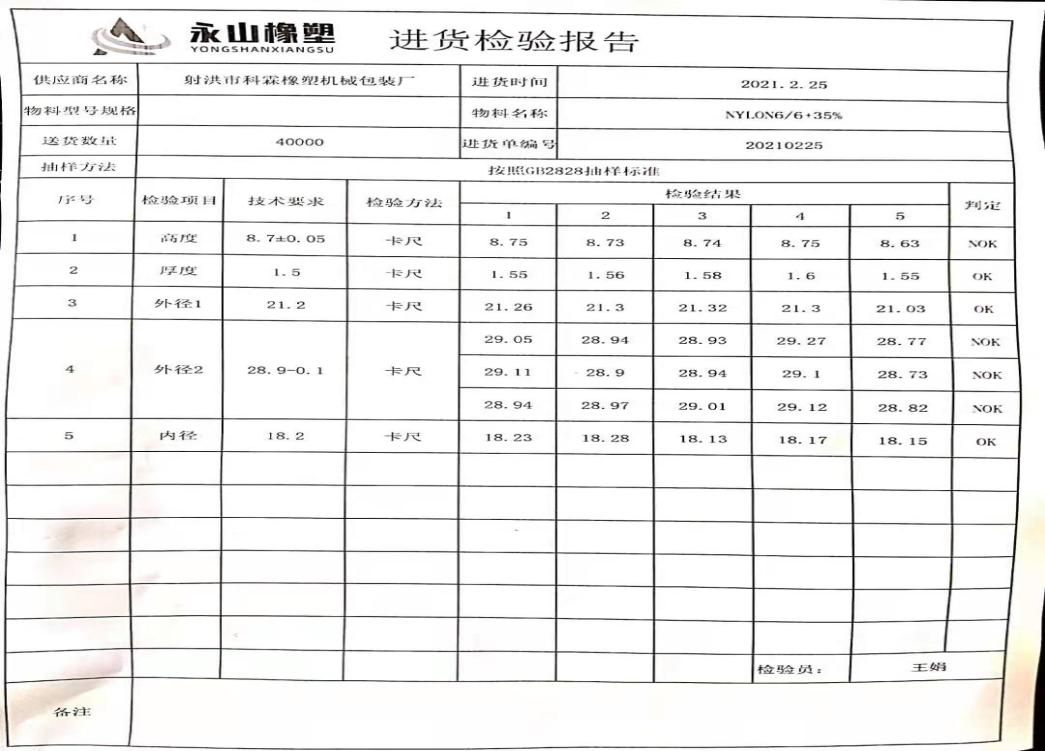 永山橡塑
YONGSHANXIANGSU
进货检验报告
供应商名称 射洪市科霖橡塑机械包装厂 进货时间 2021.2.25
物料型号规格 物料名称 NYLON6/6+35%
送货数量 40000 进货单编号 20210225
抽样方法 按照GB2828抽样标准
序号 检验项目 技术要求 检验方法 检验结果 判定
1 2 3 4 5
1 高度 8.7±0.05 卡尺 8.75 8.73 8.74 8.75 8.63 NOK
2 厚度 1.5 卡尺 1.55 1.56 1.58 1.6 1.55 OK
3 外径1 21.2 卡尺 21.26 21.3 21.32 21.3 21.03 OK
29.05 28.94 28.93 29.27 28.77 NOK
4 外径2 28.9-0.1 卡尺 29.11 28.9 28.94 29.1 28.73 NOK
28.94 28.97 29.01 29.12 28.82 NOK
5 内径 18.2 卡尺 18.23 18.28 18.13 18.17 18.15 OK
检验员： 王娟
备注